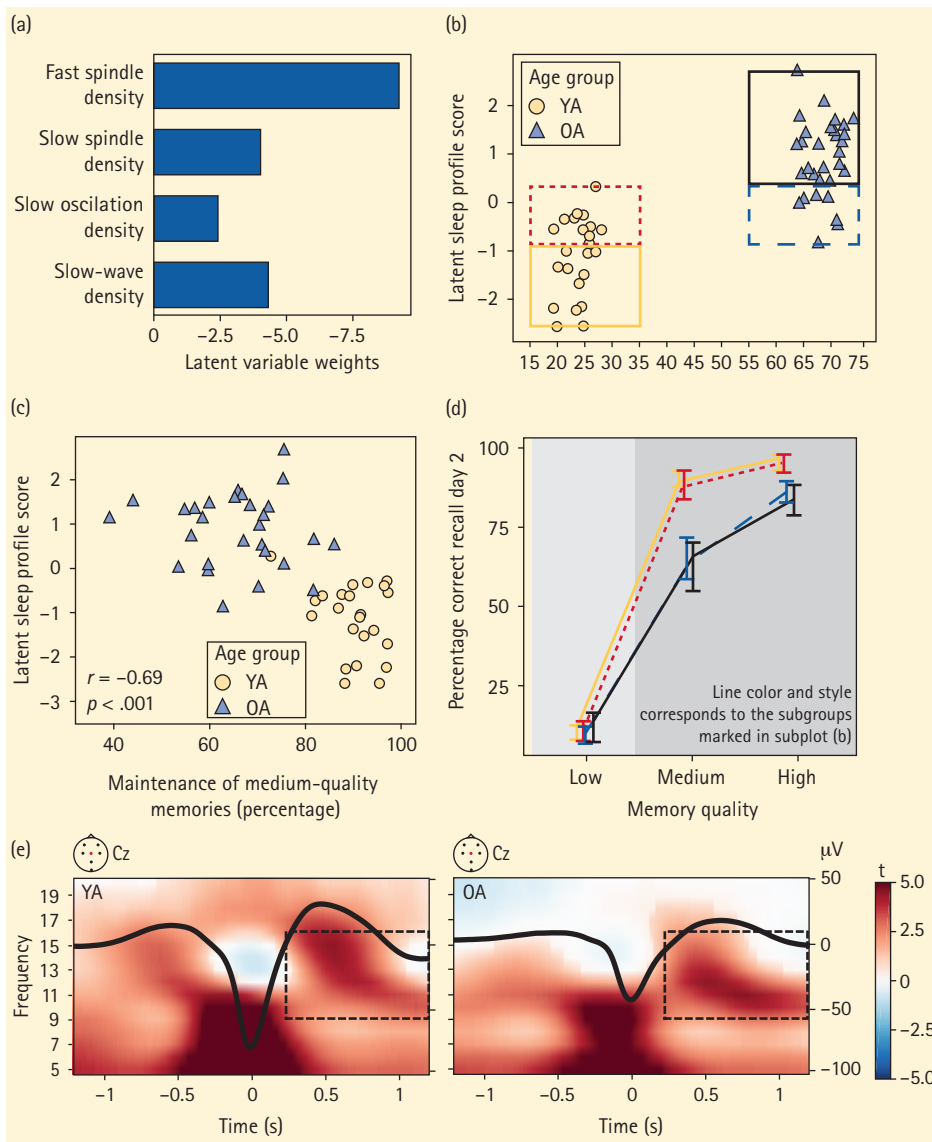 (a)
Fast spindle
density
Slow spindle
density
Slow oscilation
density
Slow-wave
density
0 −2.5 −5.0 −7.5
Latent variable weights
(b)
Latent sleep profile score
2
1
0
−1
−2
Age group
YA
OA
15 20 25 30 35 40 45 50 55 60 65 70 75
(c)
Latent sleep profile score
2
1
0
−1
−2
−3
r = −0.69
p < .001
Age group
YA
OA
40 60 80 100
Maintenance of medium-quality
memories (percentage)
(d)
Percentage correct recall day 2
100
75
50
25
Line color and style
corresponds to the subgroups
marked in subplot (b)
Low Medium High
Memory quality
(e)
Cz
YA
Frequency
19
17
15
13
11
9
7
5
−1 −0.5 0 0.5 1
Time (s)
Cz
OA
μV
50
0
−50
−100
−1 −0.5 0 0.5 1
Time (s)
t
5.0
2.5
0
−2.5
−5.0